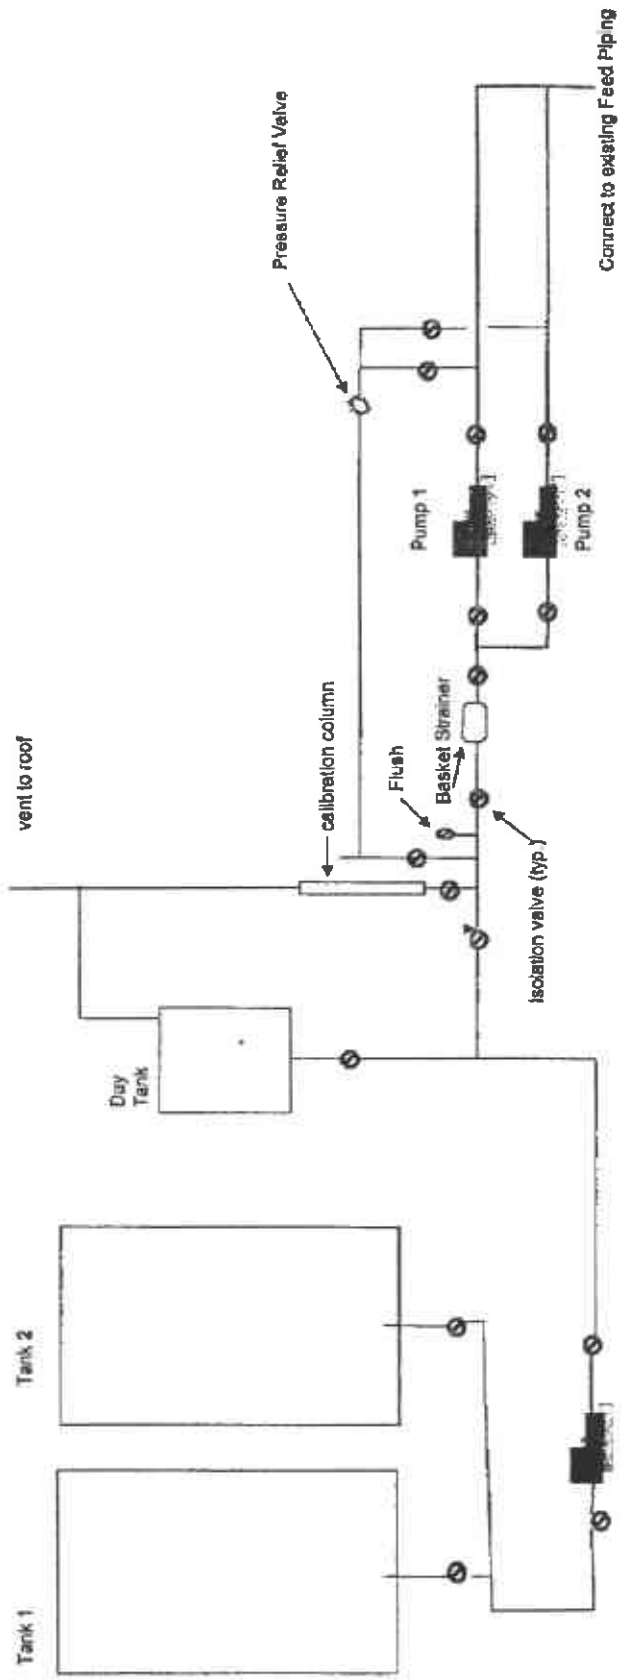 Tank 1
Tank 2
Day
Tank
vent to roof
calibration column
Flush
Basket Strainer
Isolation valve (typ.)
Pump 1
Pump 2
Pressure Relief Valve
Connect to existing Feed Piping